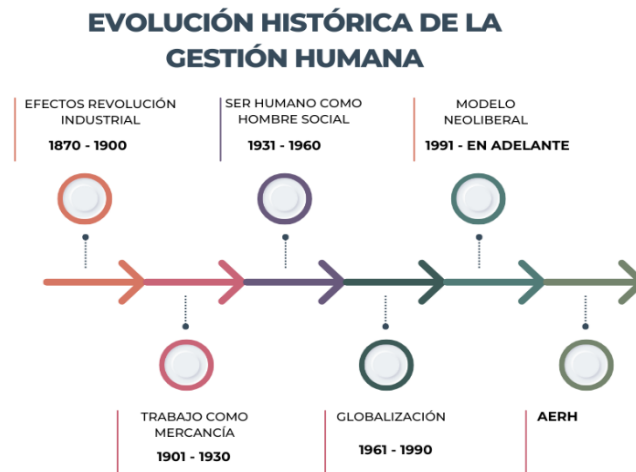 EVOLUCIÓN HISTÓRICA DE LA
GESTIÓN HUMANA
EFECTOS REVOLUCIÓN
INDUSTRIAL
1870 - 1900
SER HUMANO COMO
HOMBRE SOCIAL
1931 - 1960
MODELO
NEOLIBERAL
1991 - EN ADELANTE
TRABAJO COMO
MERCANCÍA
1901 - 1930
GLOBALIZACIÓN
1961 - 1990
AERH